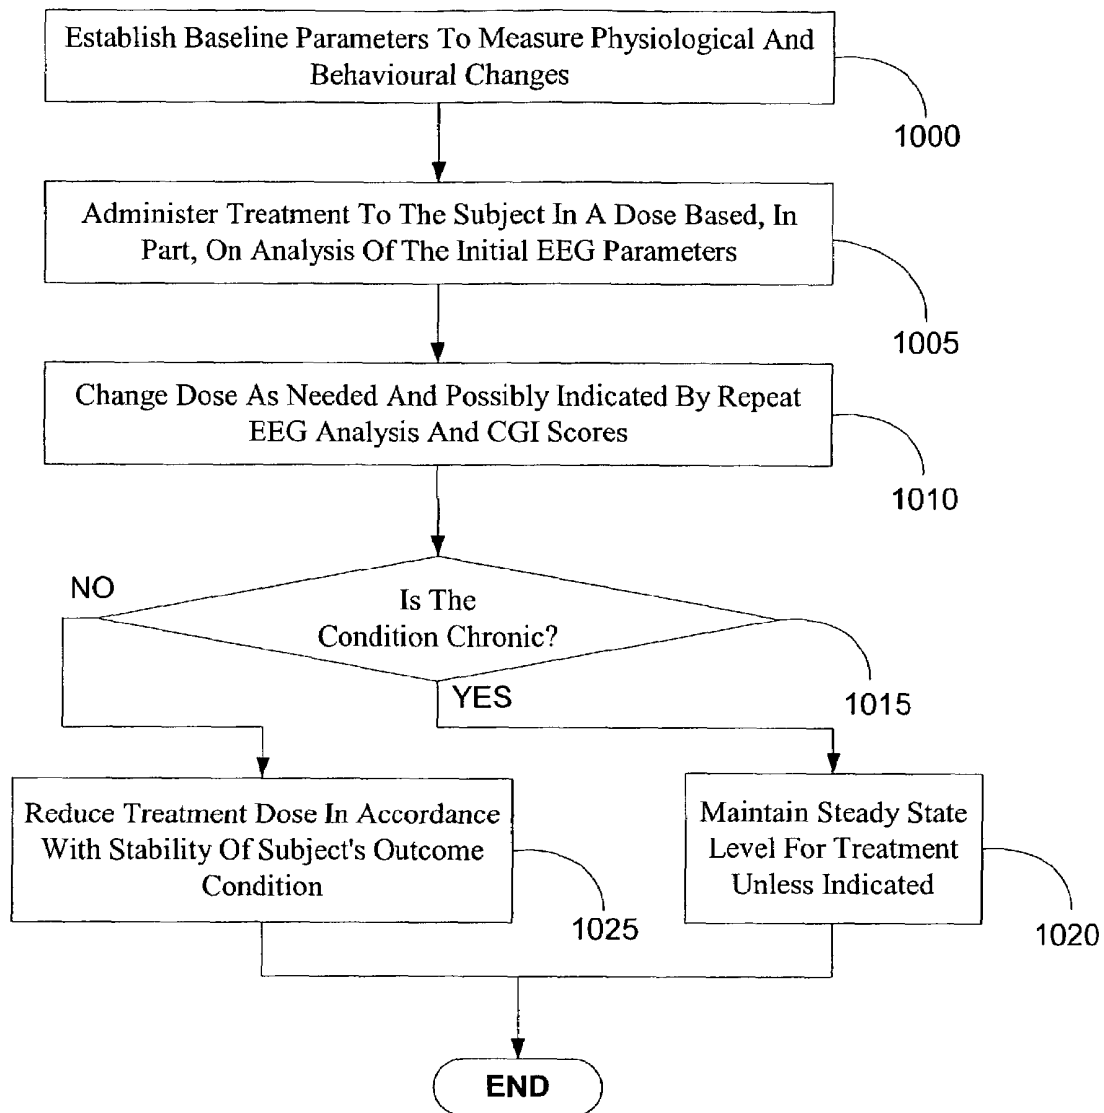 Establish Baseline Parameters To Measure Physiological And
Behavioural Changes
1000
Administer Treatment To The Subject In A Dose Based, In
Part, On Analysis Of The Initial EEG Parameters
1005
Change Dose As Needed And Possibly Indicated By Repeat
EEG Analysis And CGI Scores
1010
NO
Is The
Condition Chronic?
YES
1015
Reduce Treatment Dose In Accordance
With Stability Of Subject's Outcome
Condition
1025
Maintain Steady State
Level For Treatment
Unless Indicated
1020
END